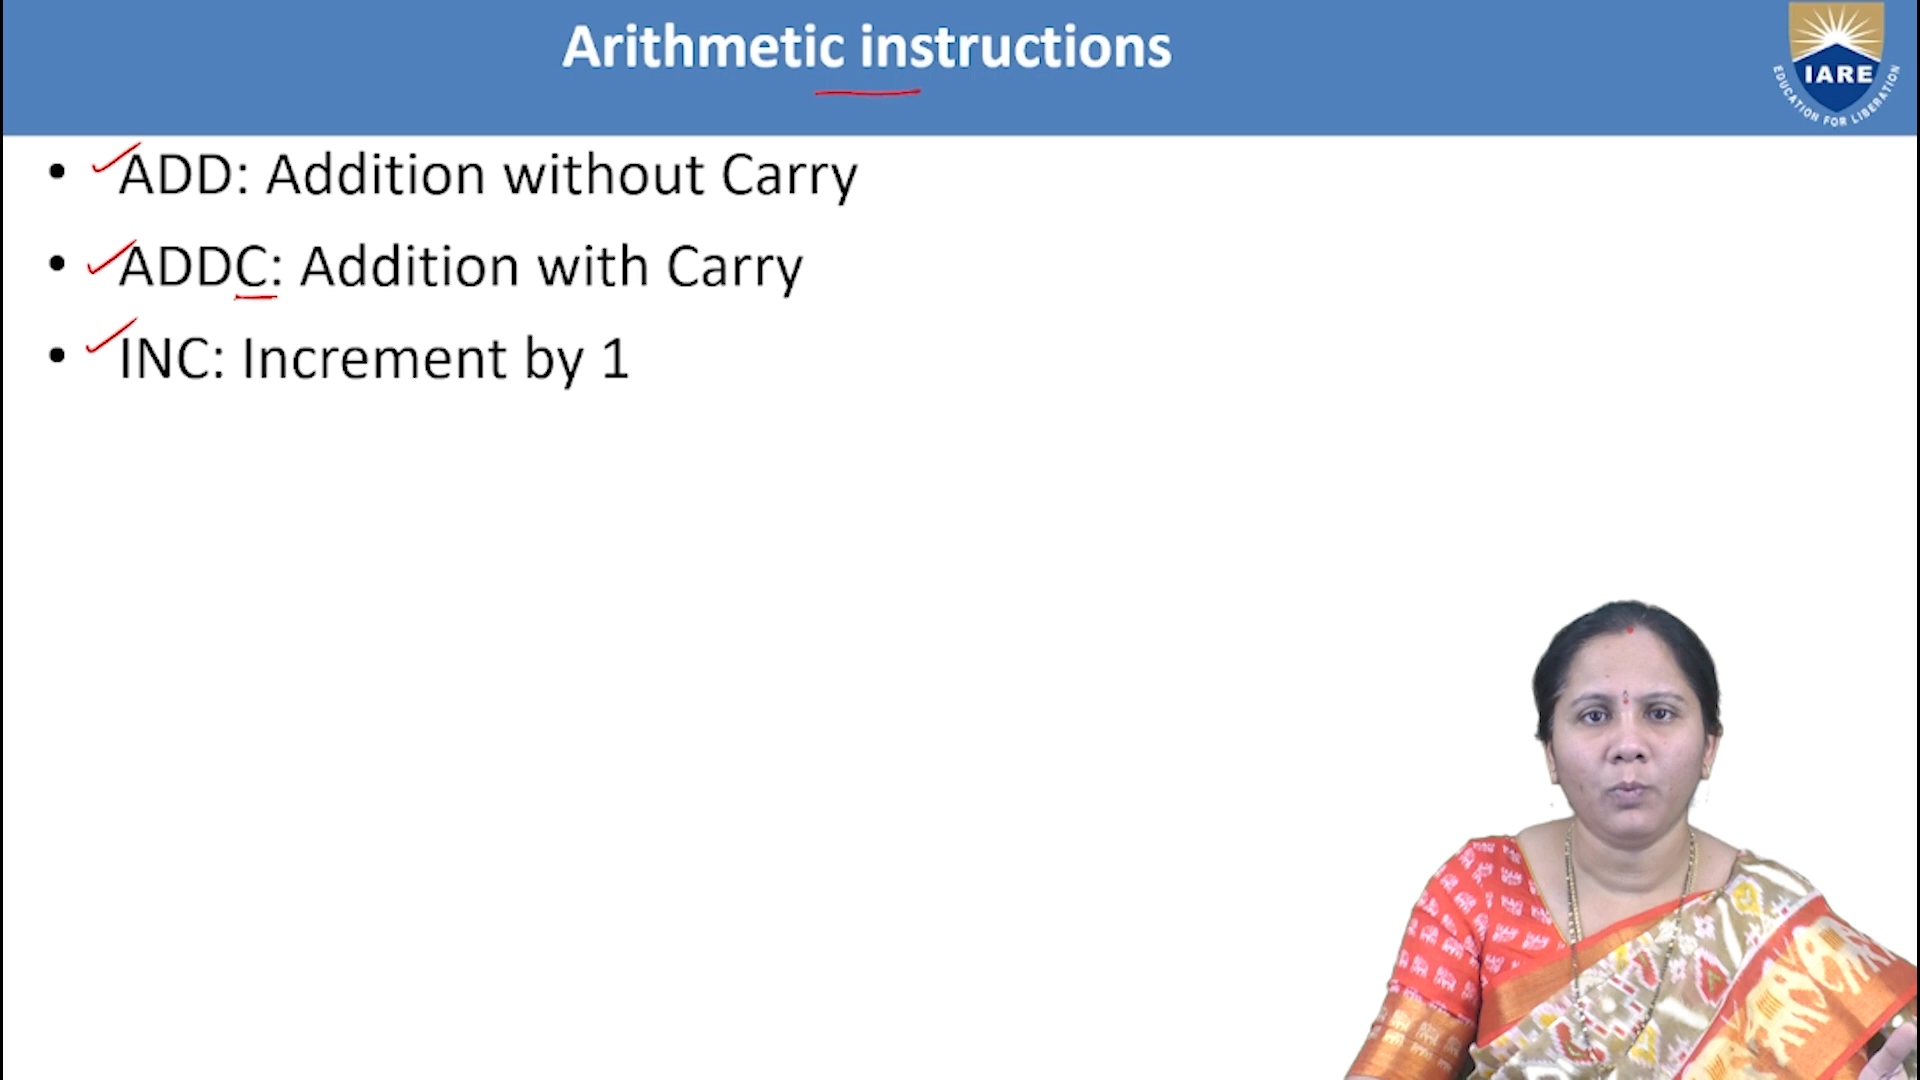 Arithmetic instructions
IARE
EDUCATION FOR LIBERATION
• ADD: Addition without Carry
• ADDC: Addition with Carry
• INC: Increment by 1